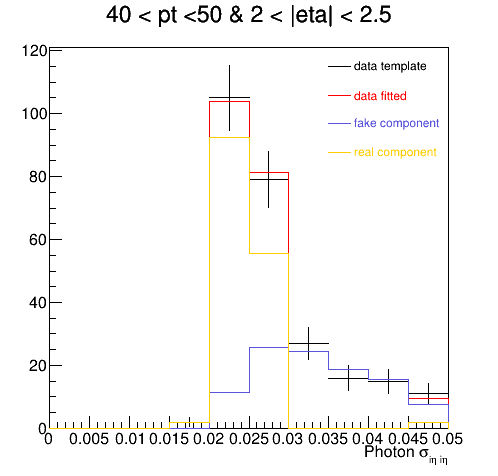 40 < pt <50 & 2 < |eta| < 2.5
120
100
80
60
40
20
0
data template
data fitted
fake component
real component
0 0.005 0.01 0.015 0.02 0.025 0.03 0.035 0.04 0.045 0.05
Photon σiη iη